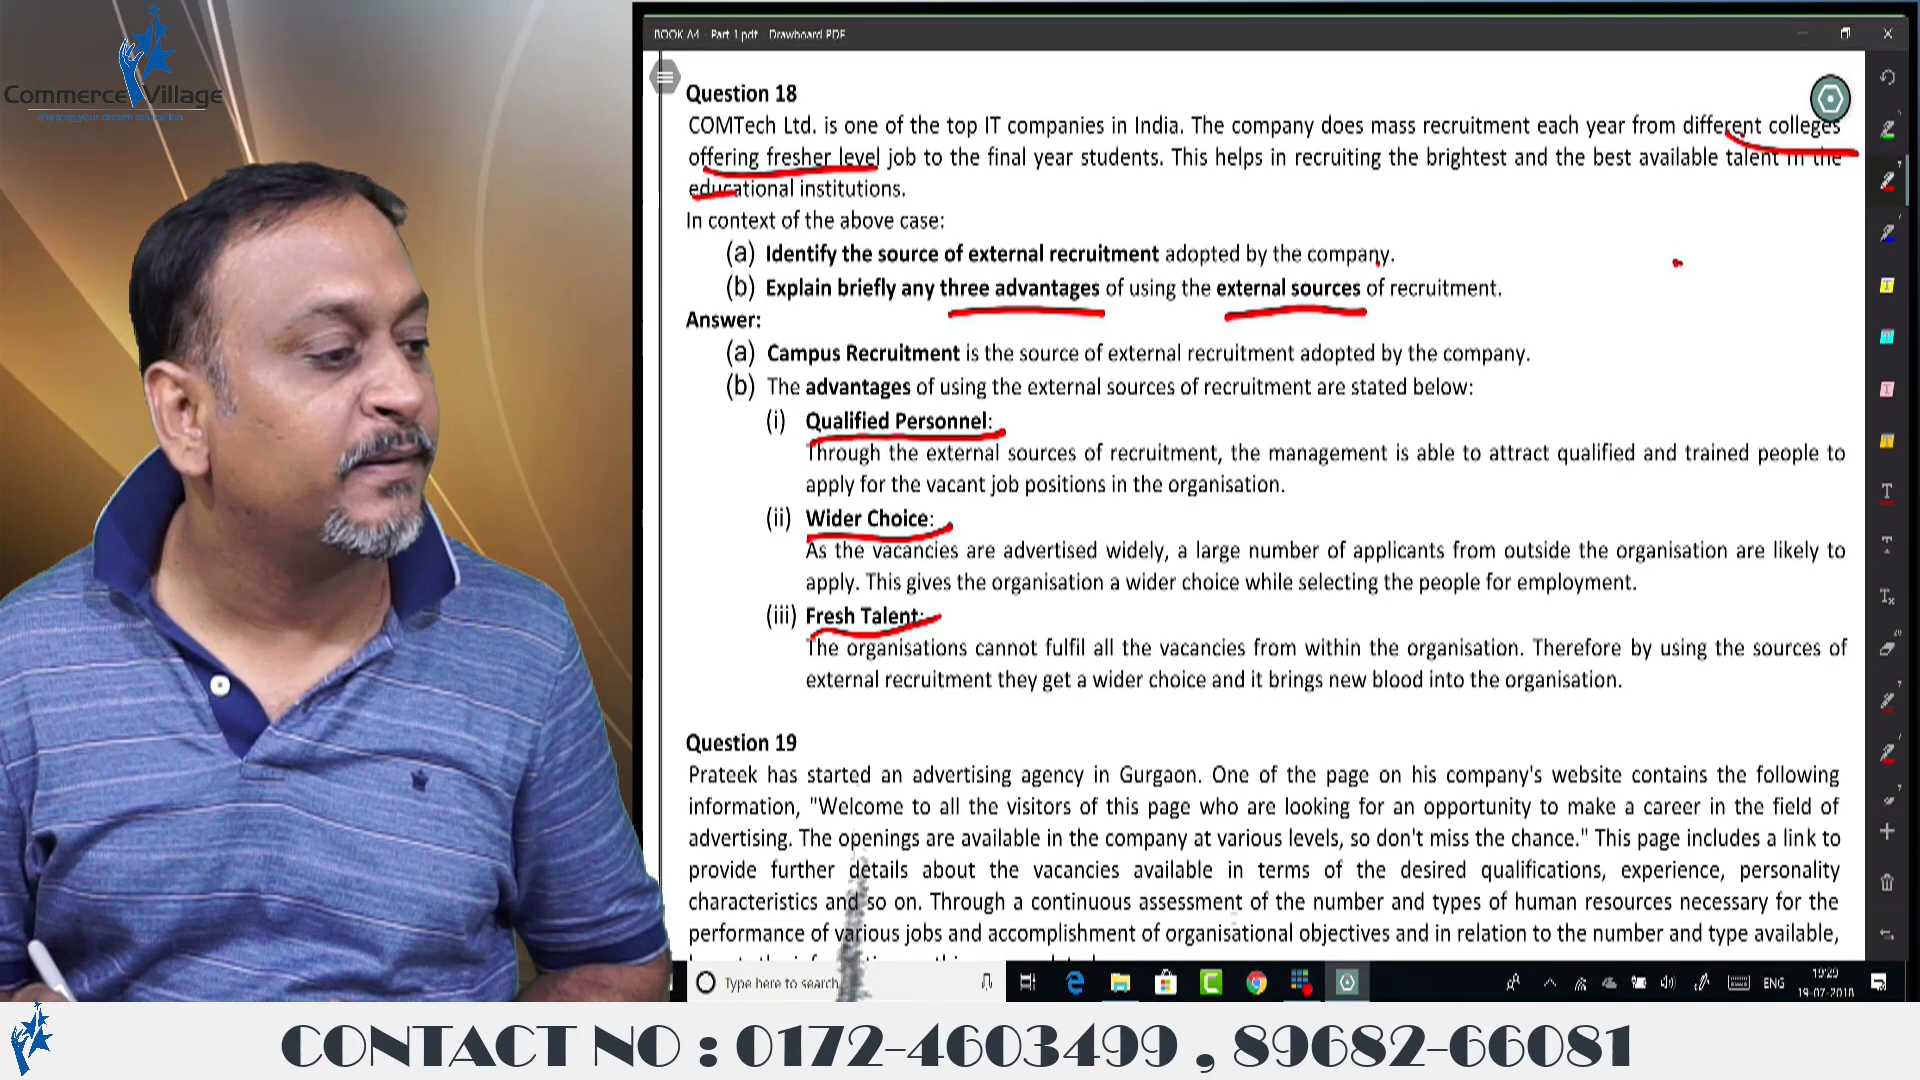 Commerce Village
BOOK A4 - Part 1.pdf - Drawboard PDF
Question 18
COMTech Ltd. is one of the top IT companies in India. The company does mass recruitment each year from different colleges
offering fresher level job to the final year students. This helps in recruiting the brightest and the best available talent in the
educational institutions.
In context of the above case:
(a) Identify the source of external recruitment adopted by the company.
(b) Explain briefly any three advantages of using the external sources of recruitment.
Answer:
(a) Campus Recruitment is the source of external recruitment adopted by the company.
(b) The advantages of using the external sources of recruitment are stated below:
(i) Qualified Personnel:
Through the external sources of recruitment, the management is able to attract qualified and trained people to
apply for the vacant job positions in the organisation.
(ii) Wider Choice:
As the vacancies are advertised widely, a large number of applicants from outside the organisation are likely to
apply. This gives the organisation a wider choice while selecting the people for employment.
(iii) Fresh Talent:
The organisations cannot fulfil all the vacancies from within the organisation. Therefore by using the sources of
external recruitment they get a wider choice and it brings new blood into the organisation.
Question 19
Prateek has started an advertising agency in Gurgaon. One of the page on his company's website contains the following
information, "Welcome to all the visitors of this page who are looking for an opportunity to make a career in the field of
advertising. The openings are available in the company at various levels, so don't miss the chance." This page includes a link to
provide further details about the vacancies available in terms of the desired qualifications, experience, personality
characteristics and so on. Through a continuous assessment of the number and types of human resources necessary for the
performance of various jobs and accomplishment of organisational objectives and in relation to the number and type available,
Type here to search
ENG
19:29
19-07-2018
CONTACT NO : 0172-4603499 , 89682-66081